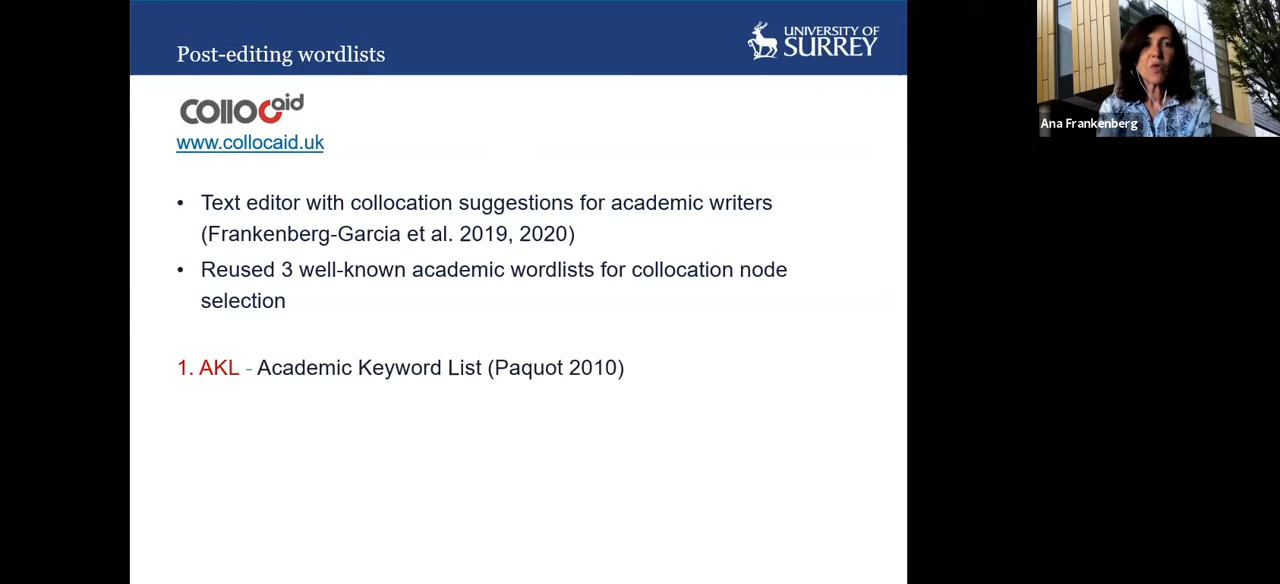 Post-editing wordlists
UNIVERSITY OF
SURREY
collocaid
www.collocaid.uk
• Text editor with collocation suggestions for academic writers
(Frankenberg-Garcia et al. 2019, 2020)
• Reused 3 well-known academic wordlists for collocation node
selection
1. AKL - Academic Keyword List (Paquot 2010)
Ana Frankenberg